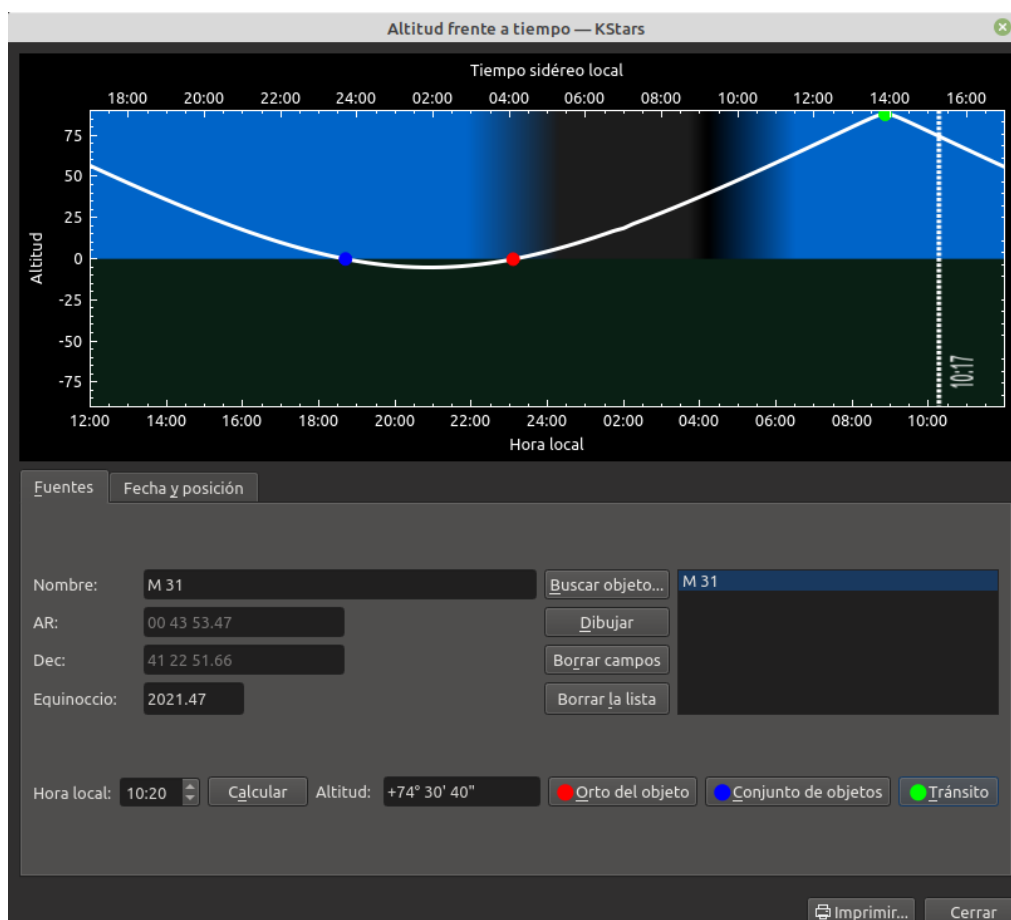 Altitud frente a tiempo — KStars
Tiempo sidéreo local
18:00 20:00 22:00 24:00 02:00 04:00 06:00 08:00 10:00 12:00 14:00 16:00
75
50
25
0
-25
-50
-75
Altitud
10:17
12:00 14:00 16:00 18:00 20:00 22:00 24:00 02:00 04:00 06:00 08:00 10:00
Hora local
Fuentes Fecha y posición
Nombre: M 31 Buscar objeto... M 31
AR: 00 43 53.47 Dibujar
Dec: 41 22 51.66 Borrar campos
Equinoccio: 2021.47 Borrar la lista
Hora local: 10:20 Calcular Altitud: +74° 30' 40" Orto del objeto Conjunto de objetos Tránsito
Imprimir... Cerrar